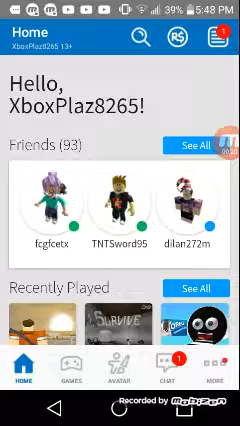 39% 5:48 PM
Home
XboxPlaz8265 13+
R$
1
Hello,
XboxPlaz8265!
Friends (93)
See All
fcgfcetx
TNTSword95
dilan272m
Recently Played
See All
SURVIVE
HOME
GAMES
AVATAR
CHAT
1
MORE
Recorded by
mobizen